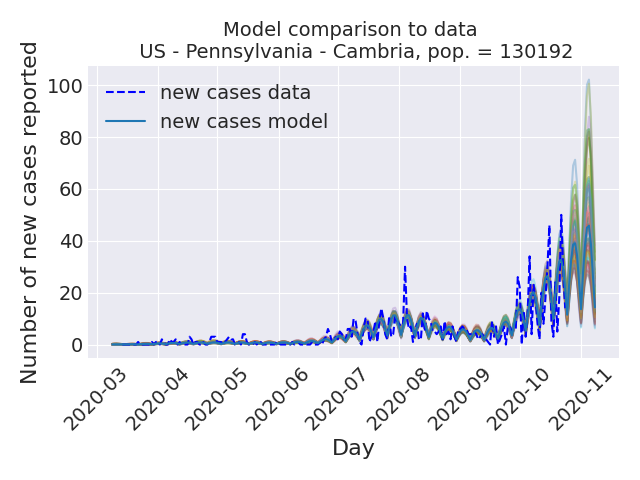 Model comparison to data
US - Pennsylvania - Cambria, pop. = 130192
Number of new cases reported
100
80
60
40
20
0
new cases data
new cases model
2020-03
2020-04
2020-05
2020-06
2020-07
2020-08
2020-09
2020-10
2020-11
Day